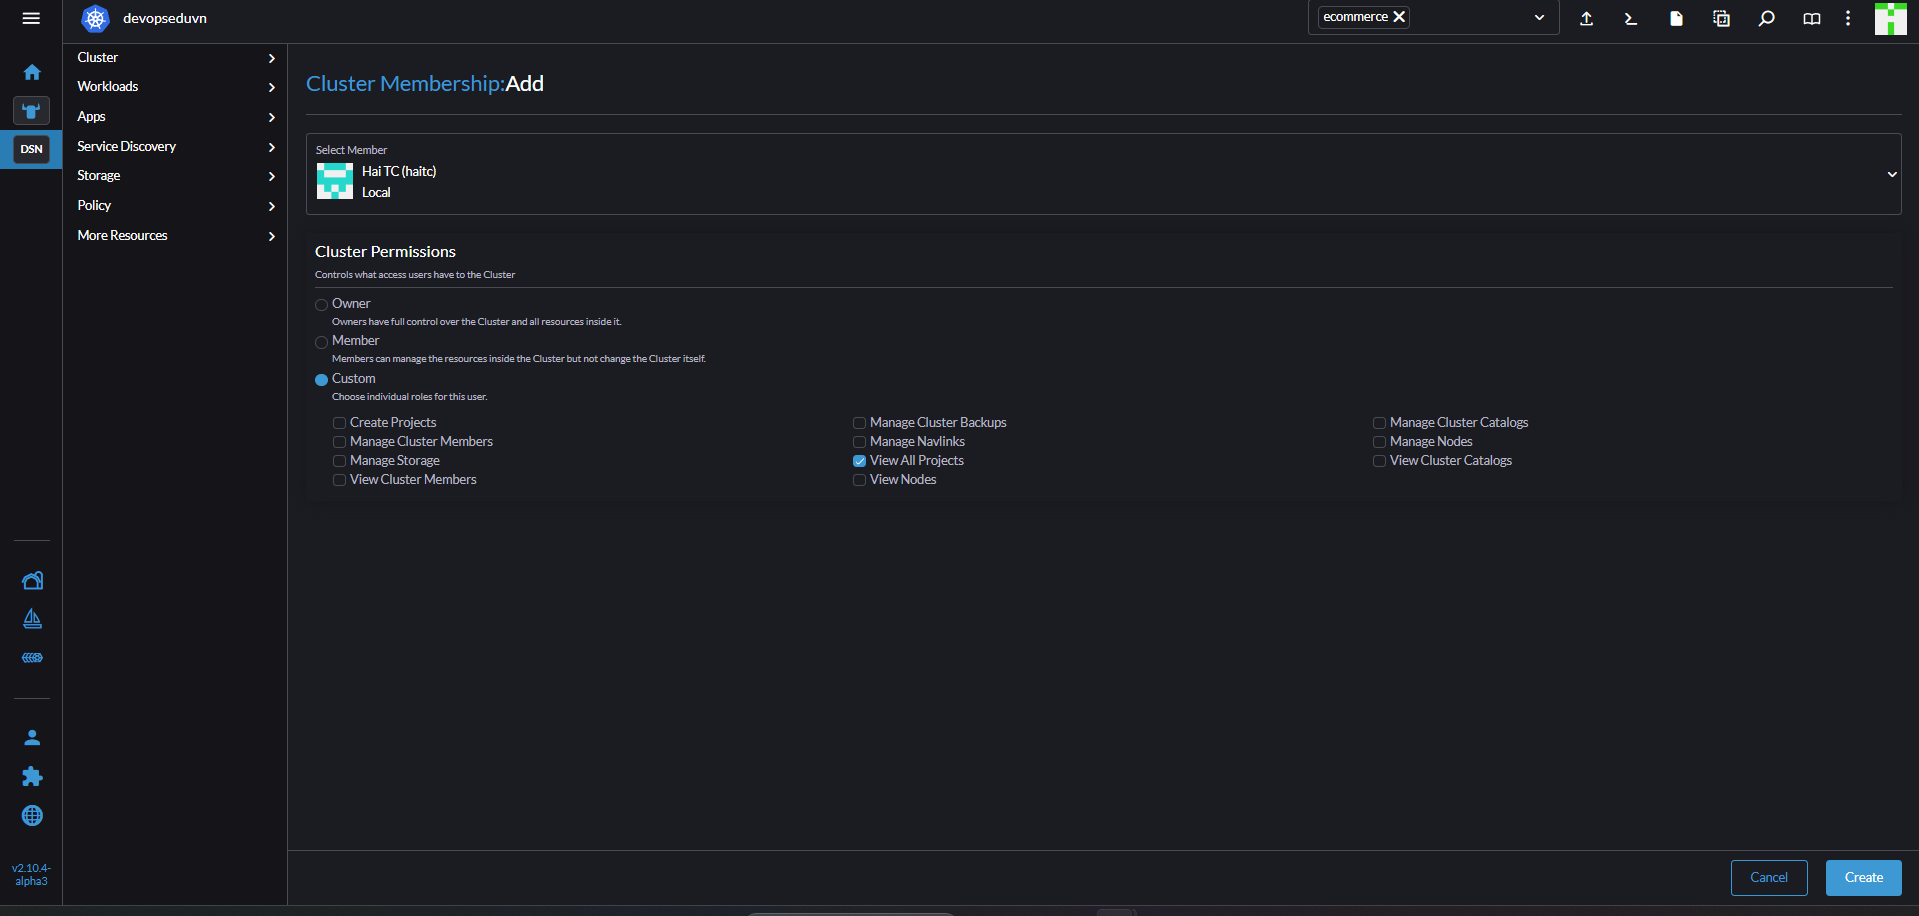 devopseduvn
ecommerce
DSN
Cluster
Workloads
Apps
Service Discovery
Storage
Policy
More Resources
v2.10.4-
alpha3
Cluster Membership:Add
Select Member
Hai TC (haitc)
Local
Cluster Permissions
Controls what access users have to the Cluster
Owner
Owners have full control over the Cluster and all resources inside it.
Member
Members can manage the resources inside the Cluster but not change the Cluster itself.
Custom
Choose individual roles for this user.
Create Projects
Manage Cluster Backups
Manage Cluster Catalogs
Manage Cluster Members
Manage Navlinks
Manage Nodes
Manage Storage
View All Projects
View Cluster Catalogs
View Cluster Members
View Nodes
Cancel
Create